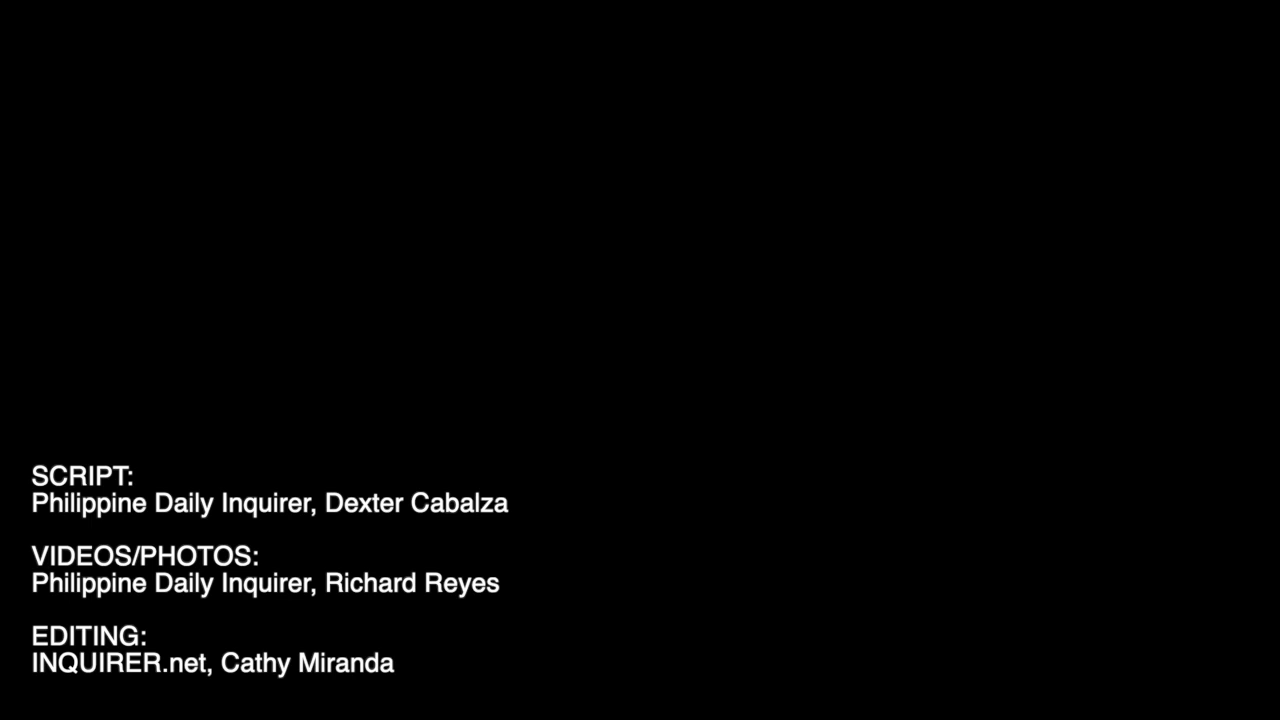 SCRIPT:
Philippine Daily Inquirer, Dexter Cabalza
VIDEOS/PHOTOS:
Philippine Daily Inquirer, Richard Reyes
EDITING:
INQUIRER.net, Cathy Miranda